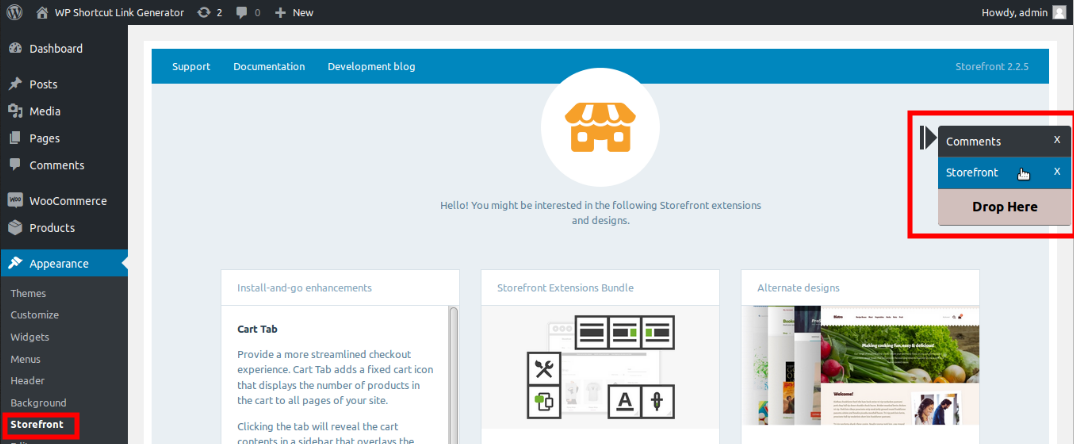 WP Shortcut Link Generator
2
0
New
Howdy, admin
Dashboard
Posts
Media
Pages
Comments
WooCommerce
Products
Appearance
Themes
Customize
Widgets
Menus
Header
Background
Storefront
Support
Documentation
Development blog
Storefront 2.2.5
Hello! You might be interested in the following Storefront extensions
and designs.
Comments X
Storefront X
Drop Here
Install-and-go enhancements
Cart Tab
Provide a more streamlined checkout
experience. Cart Tab adds a fixed cart icon
that displays the number of products in
the cart to all pages of your site.
Clicking the tab will reveal the cart
contents in a sidebar that overlays the
Storefront Extensions Bundle
A
Alternate designs
Making cooking fun, easy & delicious!
Welcome!